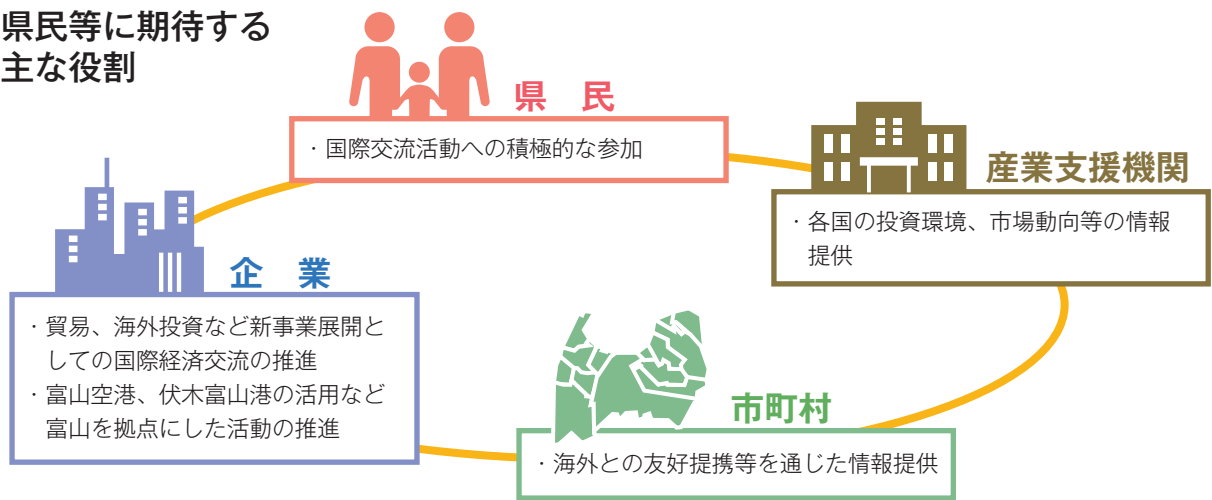 県民等に期待する
主な役割
県　民
・国際交流活動への積極的な参加
産業支援機関
・各国の投資環境、市場動向等の情報
提供
企　業
・貿易、海外投資など新事業展開と
しての国際経済交流の推進
・富山空港、伏木富山港の活用など
富山を拠点にした活動の推進
市町村
・海外との友好提携等を通じた情報提供